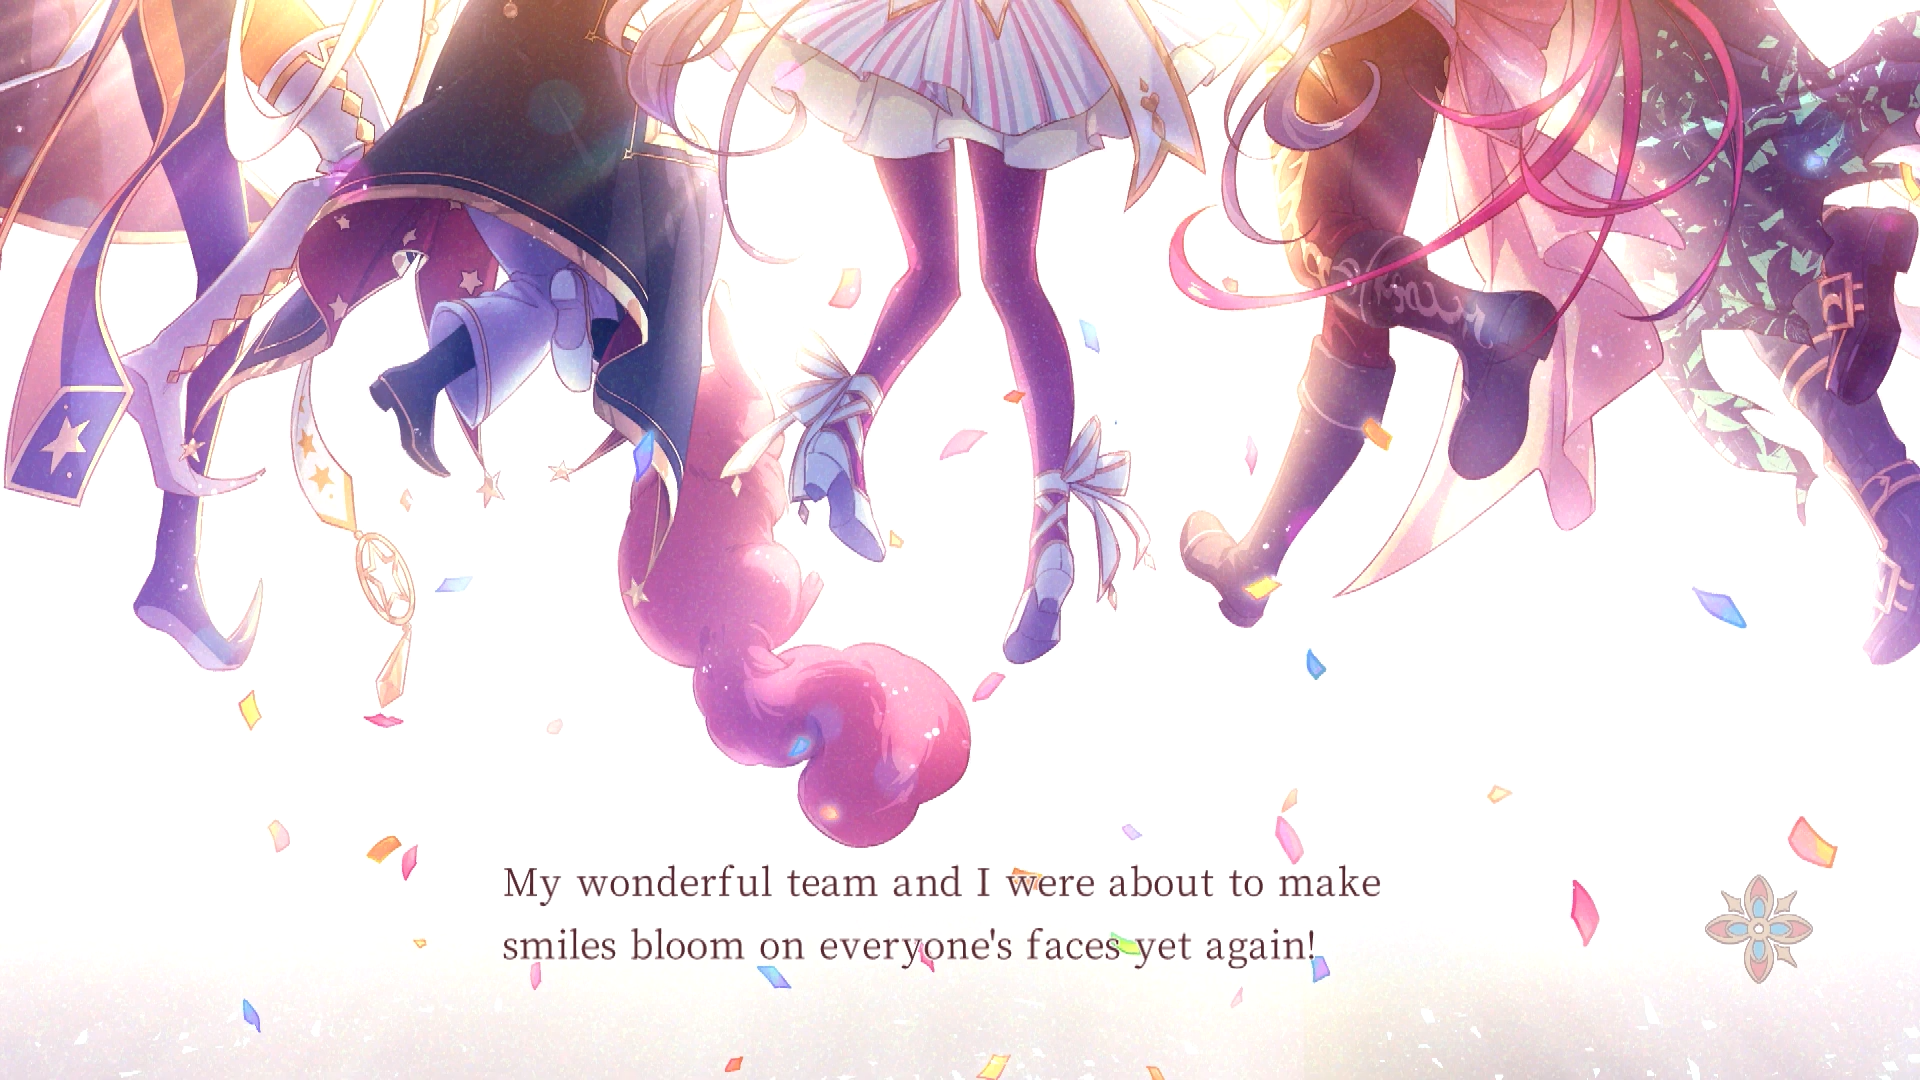 My wonderful team and I were about to make
smiles bloom on everyone's faces yet again!